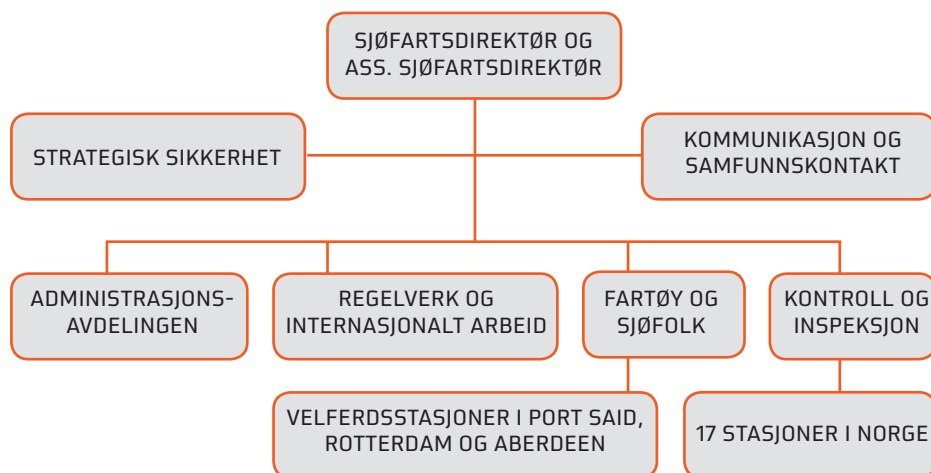 SJØFARTSDIREKTØR OG
ASS. SJØFARTSDIREKTØR
STRATEGISK SIKKERHET
KOMMUNIKASJON OG
SAMFUNNSKONTAKT
ADMINISTRASJONS-
AVDELINGEN
REGELVERK OG
INTERNASJONALT ARBEID
FARTØY OG
SJØFOLK
KONTROLL OG
INSPEKSJON
VELFERDSSTASJONER I PORT SAID,
ROTTERDAM OG ABERDEEN
17 STASJONER I NORGE